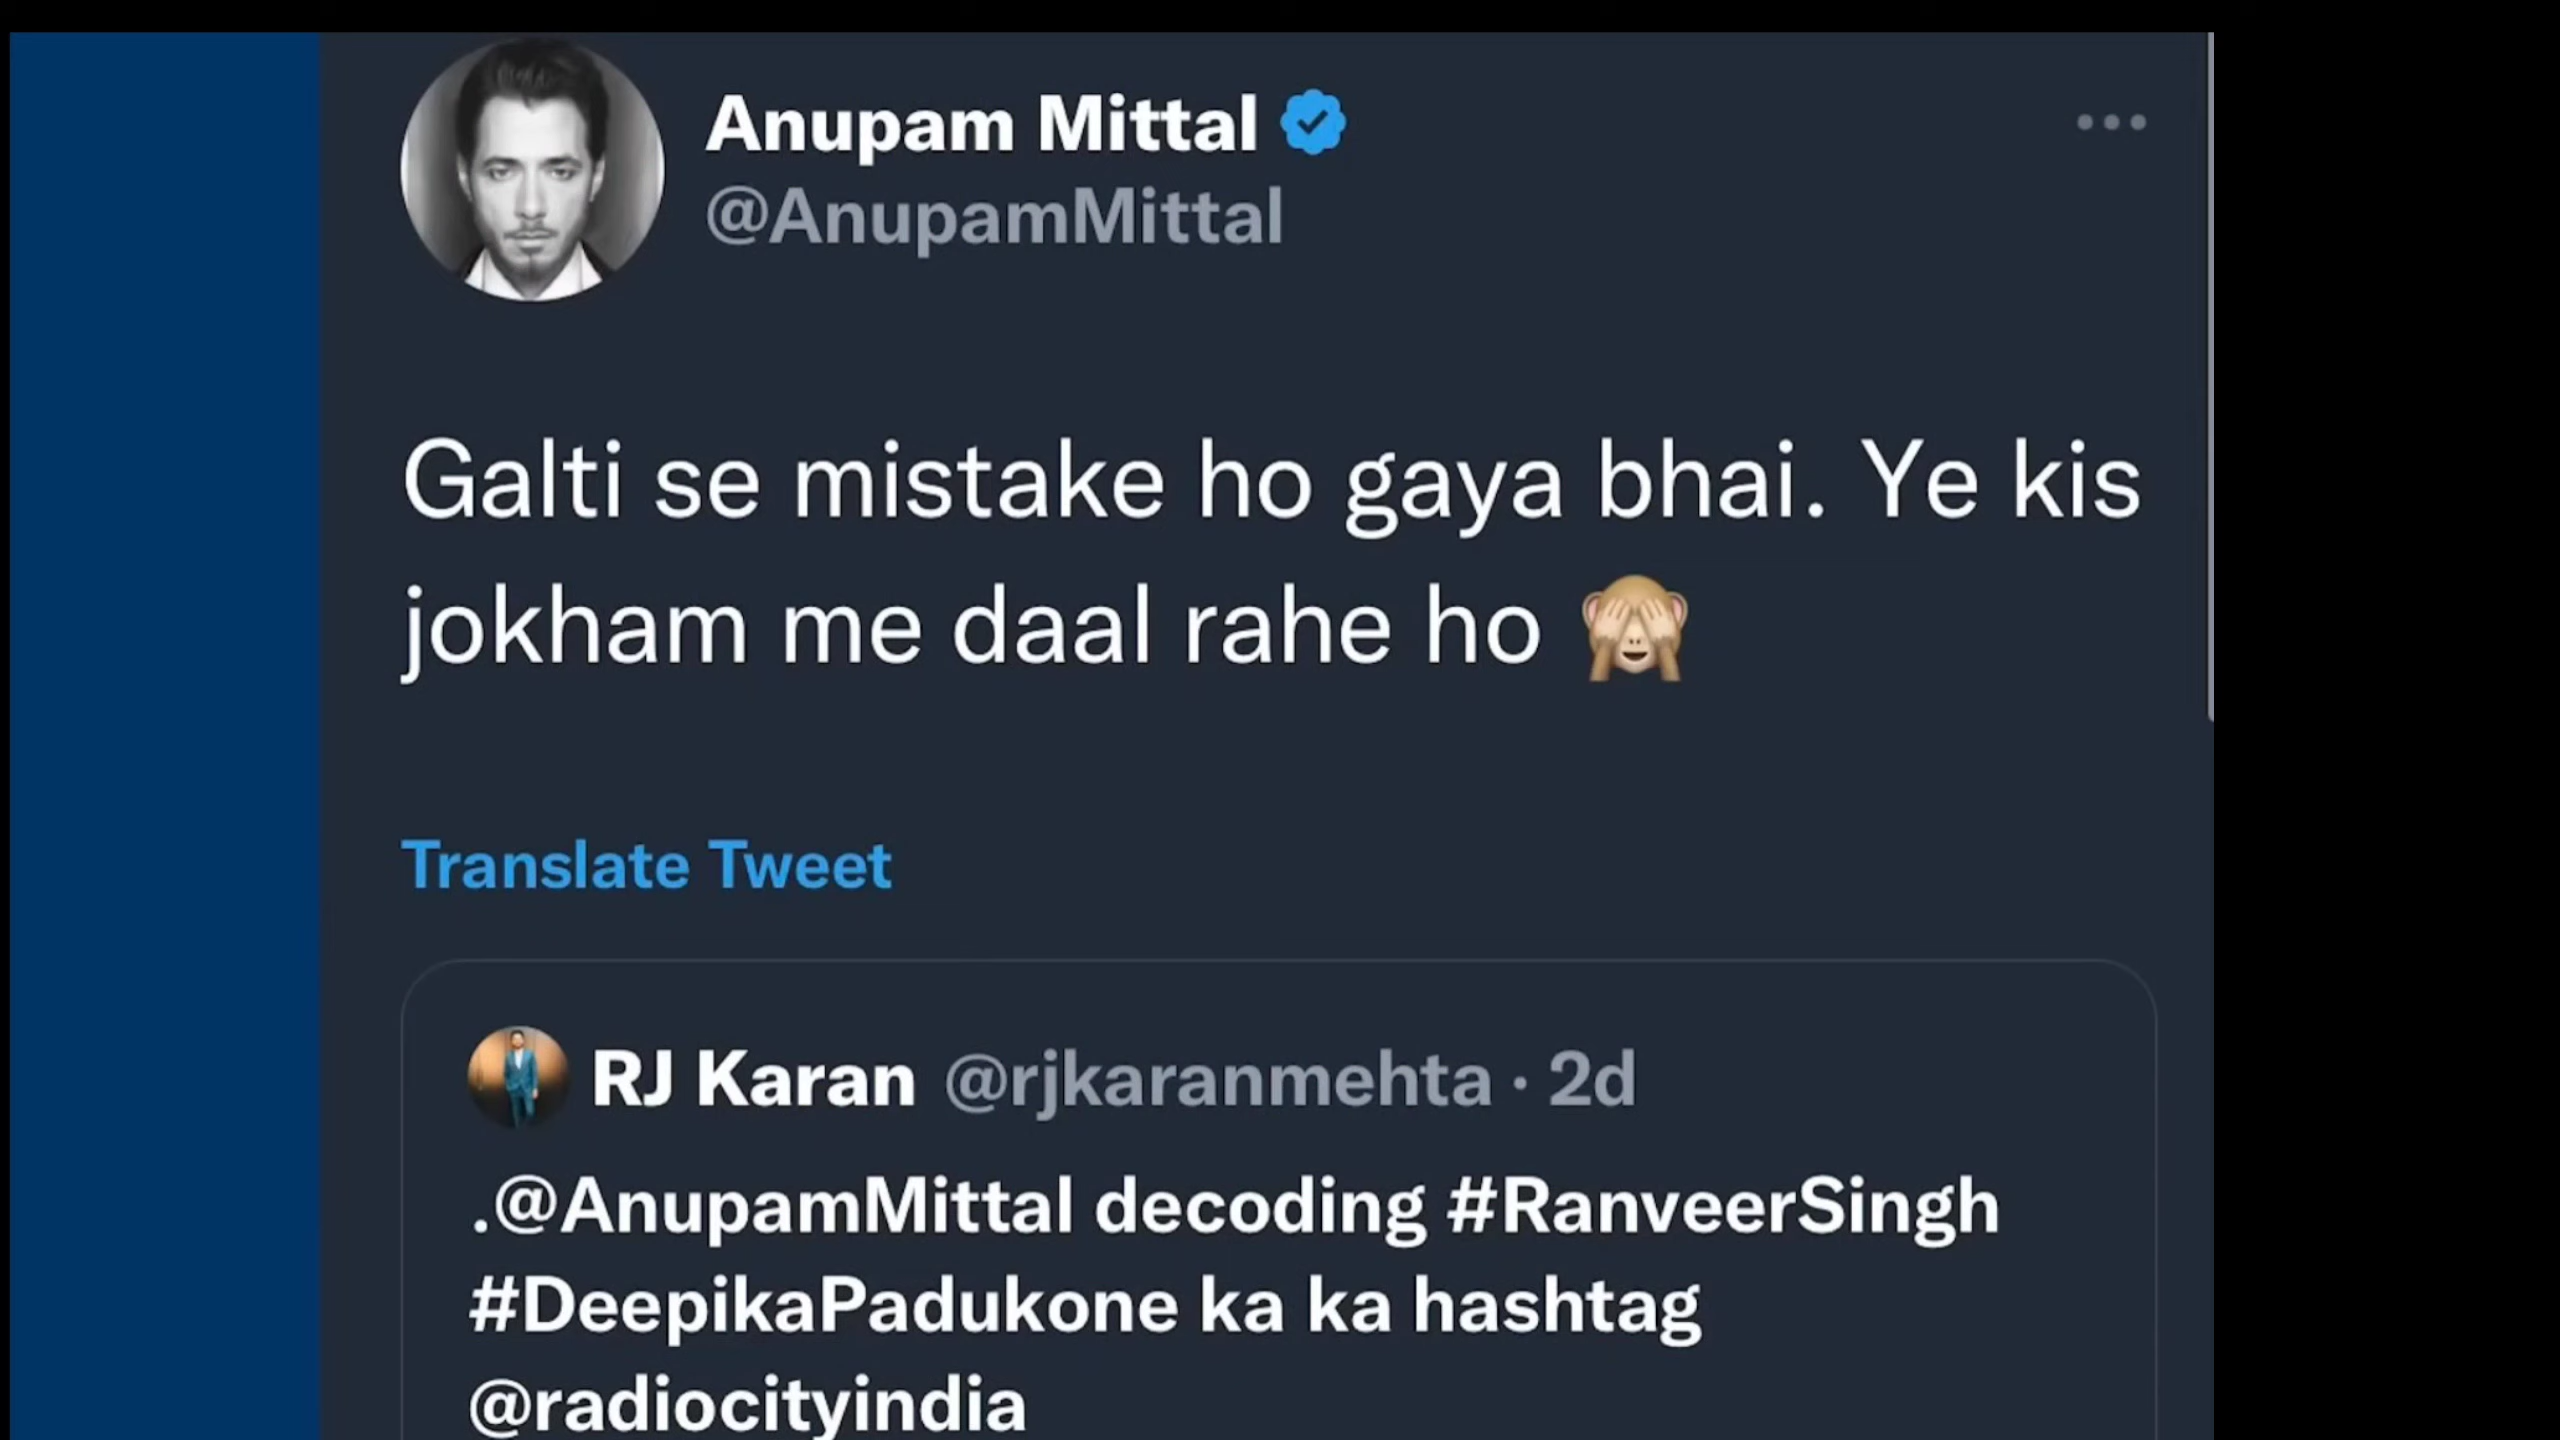 Anupam Mittal
@AnupamMittal
Galti se mistake ho gaya bhai. Ye kis
jokham me daal rahe ho 🙈
Translate Tweet
RJ Karan @rjkaranmehta · 2d
.@AnupamMittal decoding #RanveerSingh
#DeepikaPadukone ka ka hashtag
@radiocityindia